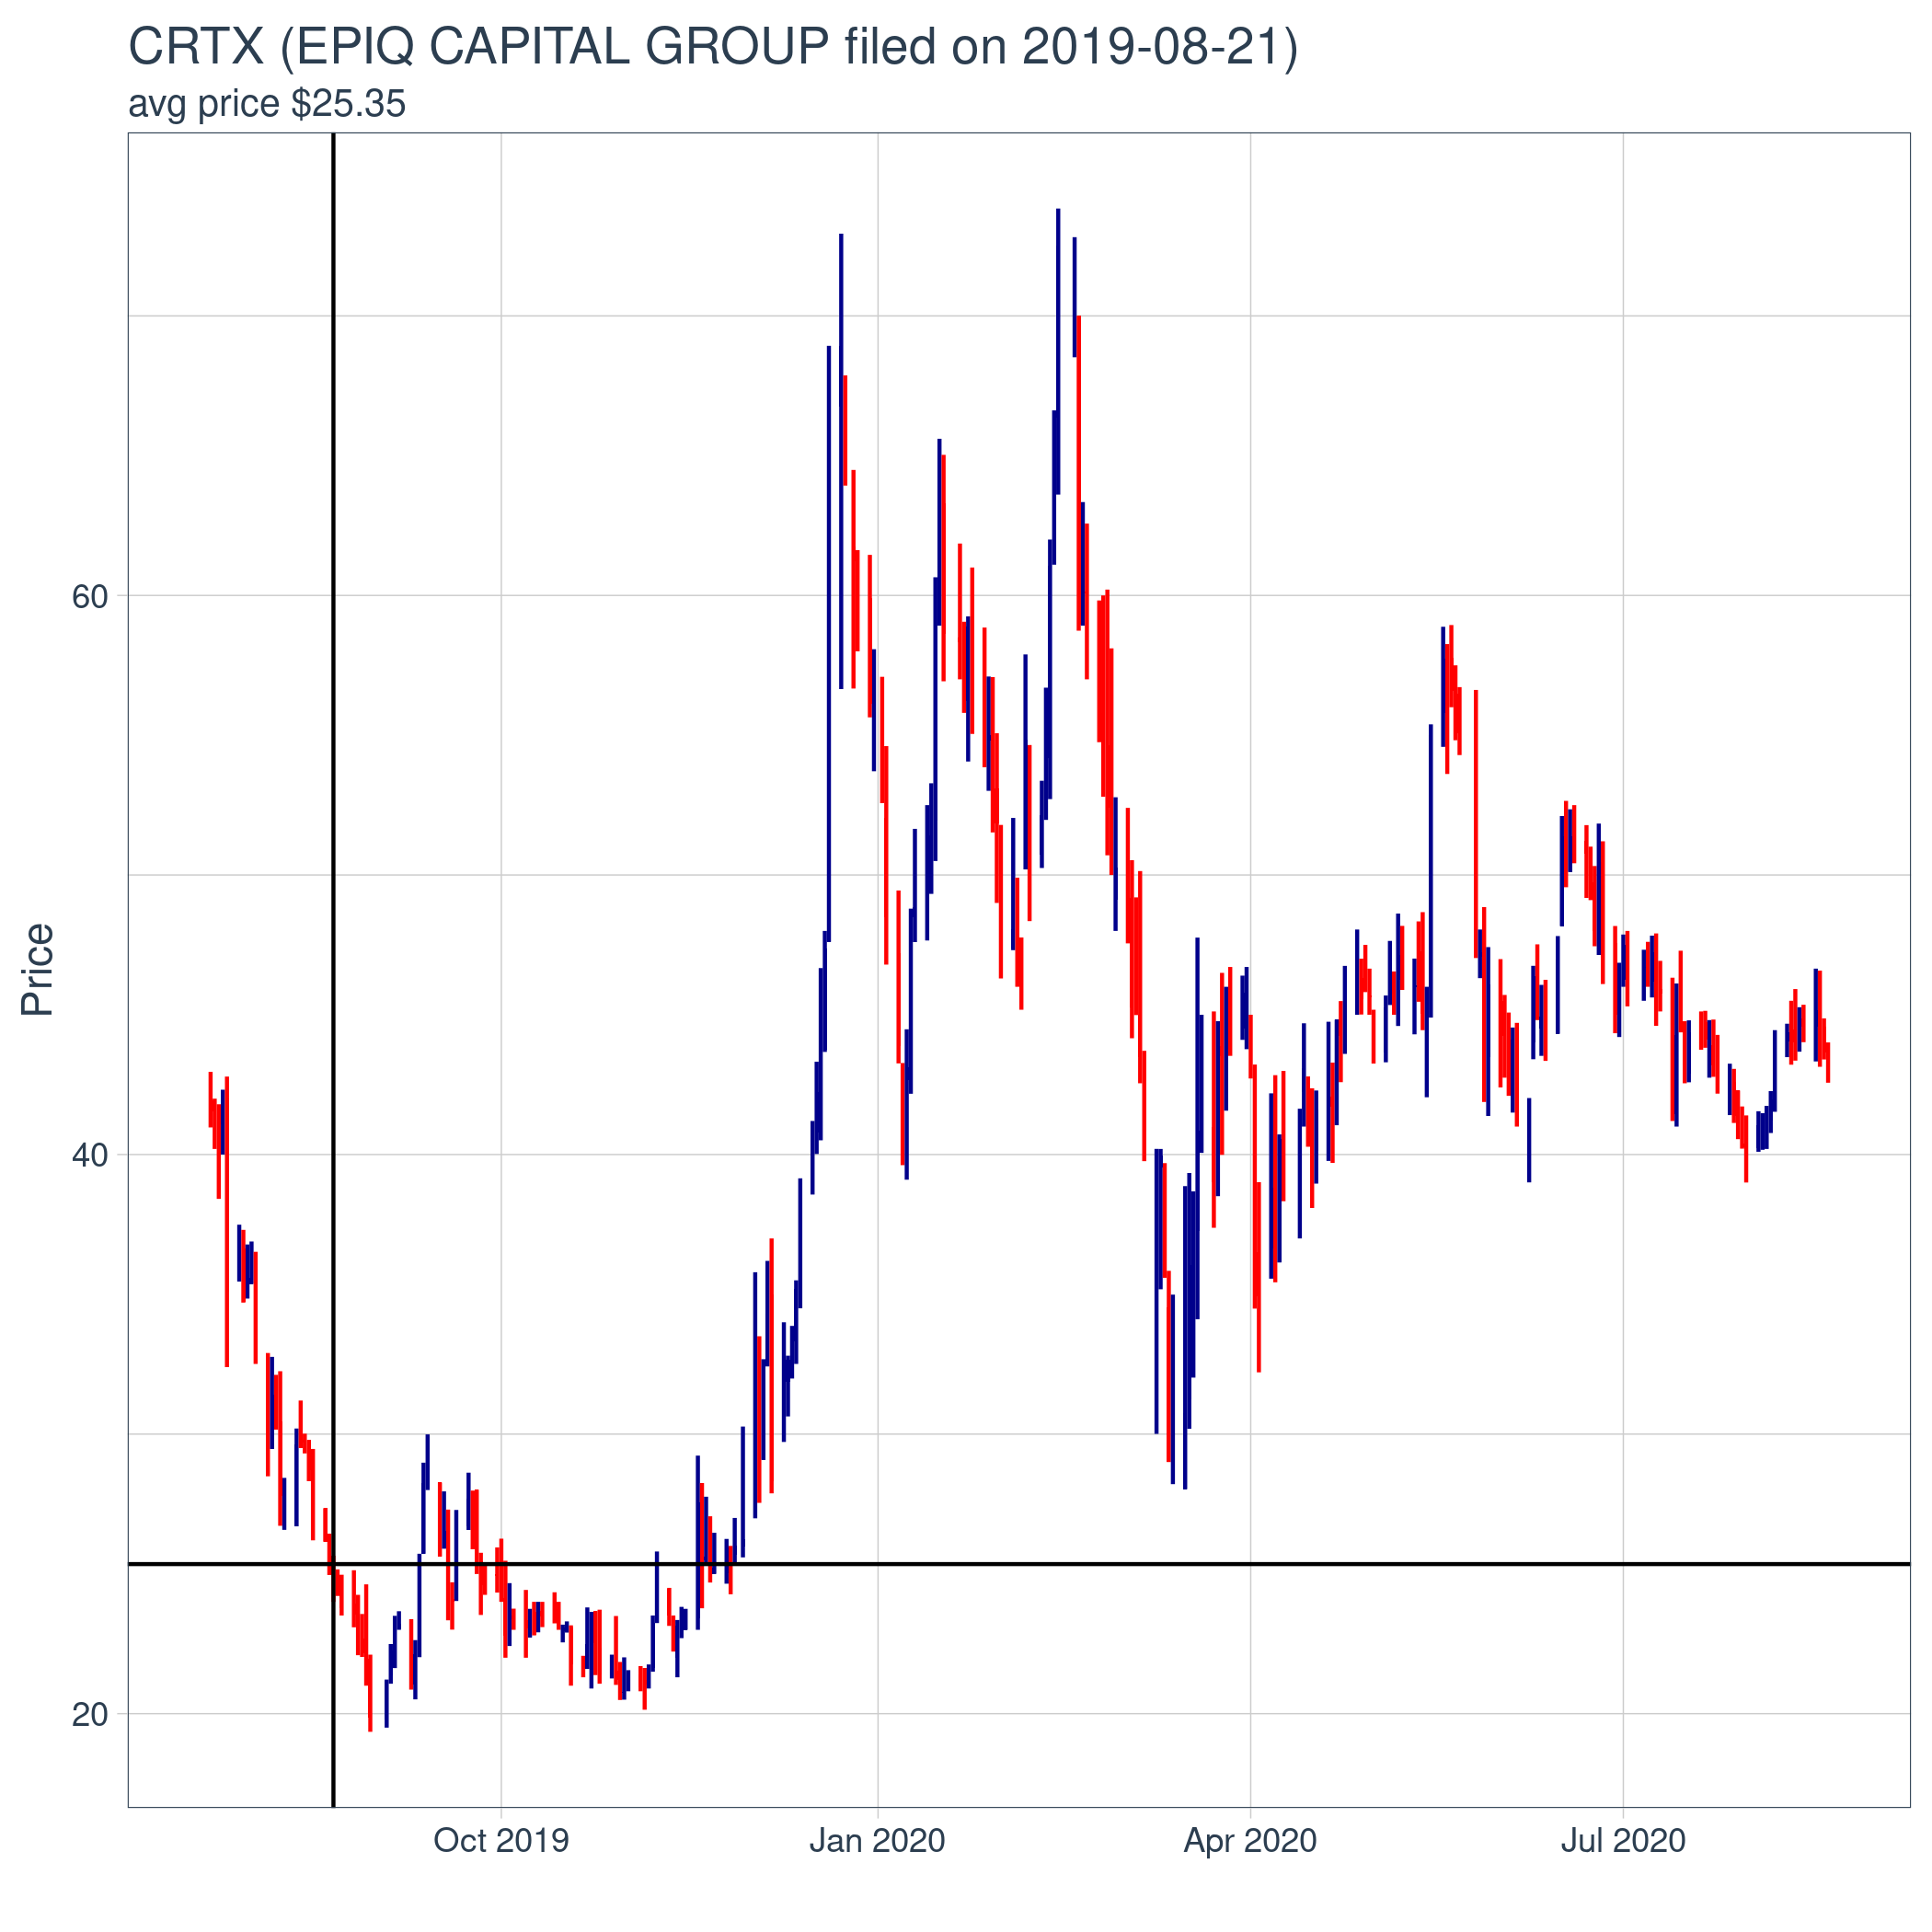 CRTX (EPIQ CAPITAL GROUP filed on 2019-08-21)
avg price $25.35
Price
60
40
20
Oct 2019
Jan 2020
Apr 2020
Jul 2020